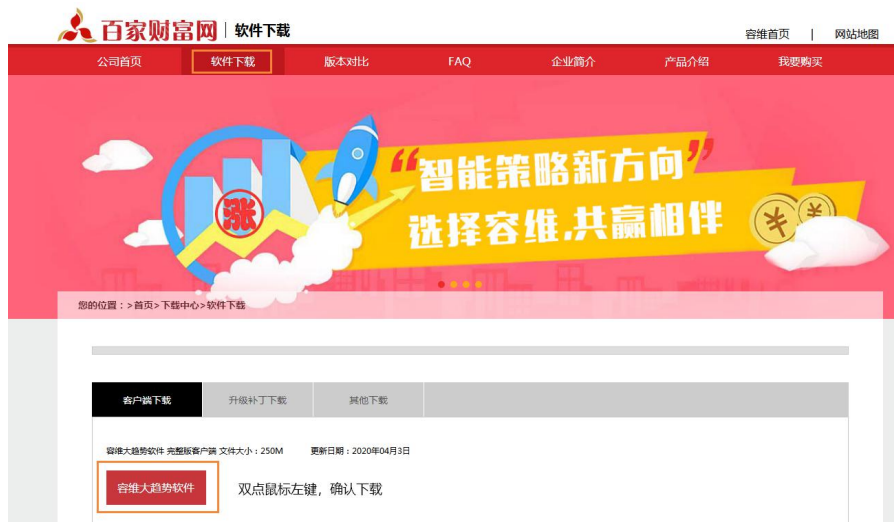 百家财富网 软件下载
容维首页 | 网站地图
公司首页 软件下载 版本对比 FAQ 企业简介 产品介绍 我要购买
“智能策略新方向”
选择容维,共赢相伴
涨
您的位置：>首页>下载中心>软件下载
客户端下载 升级补丁下载 其他下载
容维大趋势软件 完整版客户端 文件大小：250M 更新日期：2020年04月3日
容维大趋势软件 双点鼠标左键，确认下载